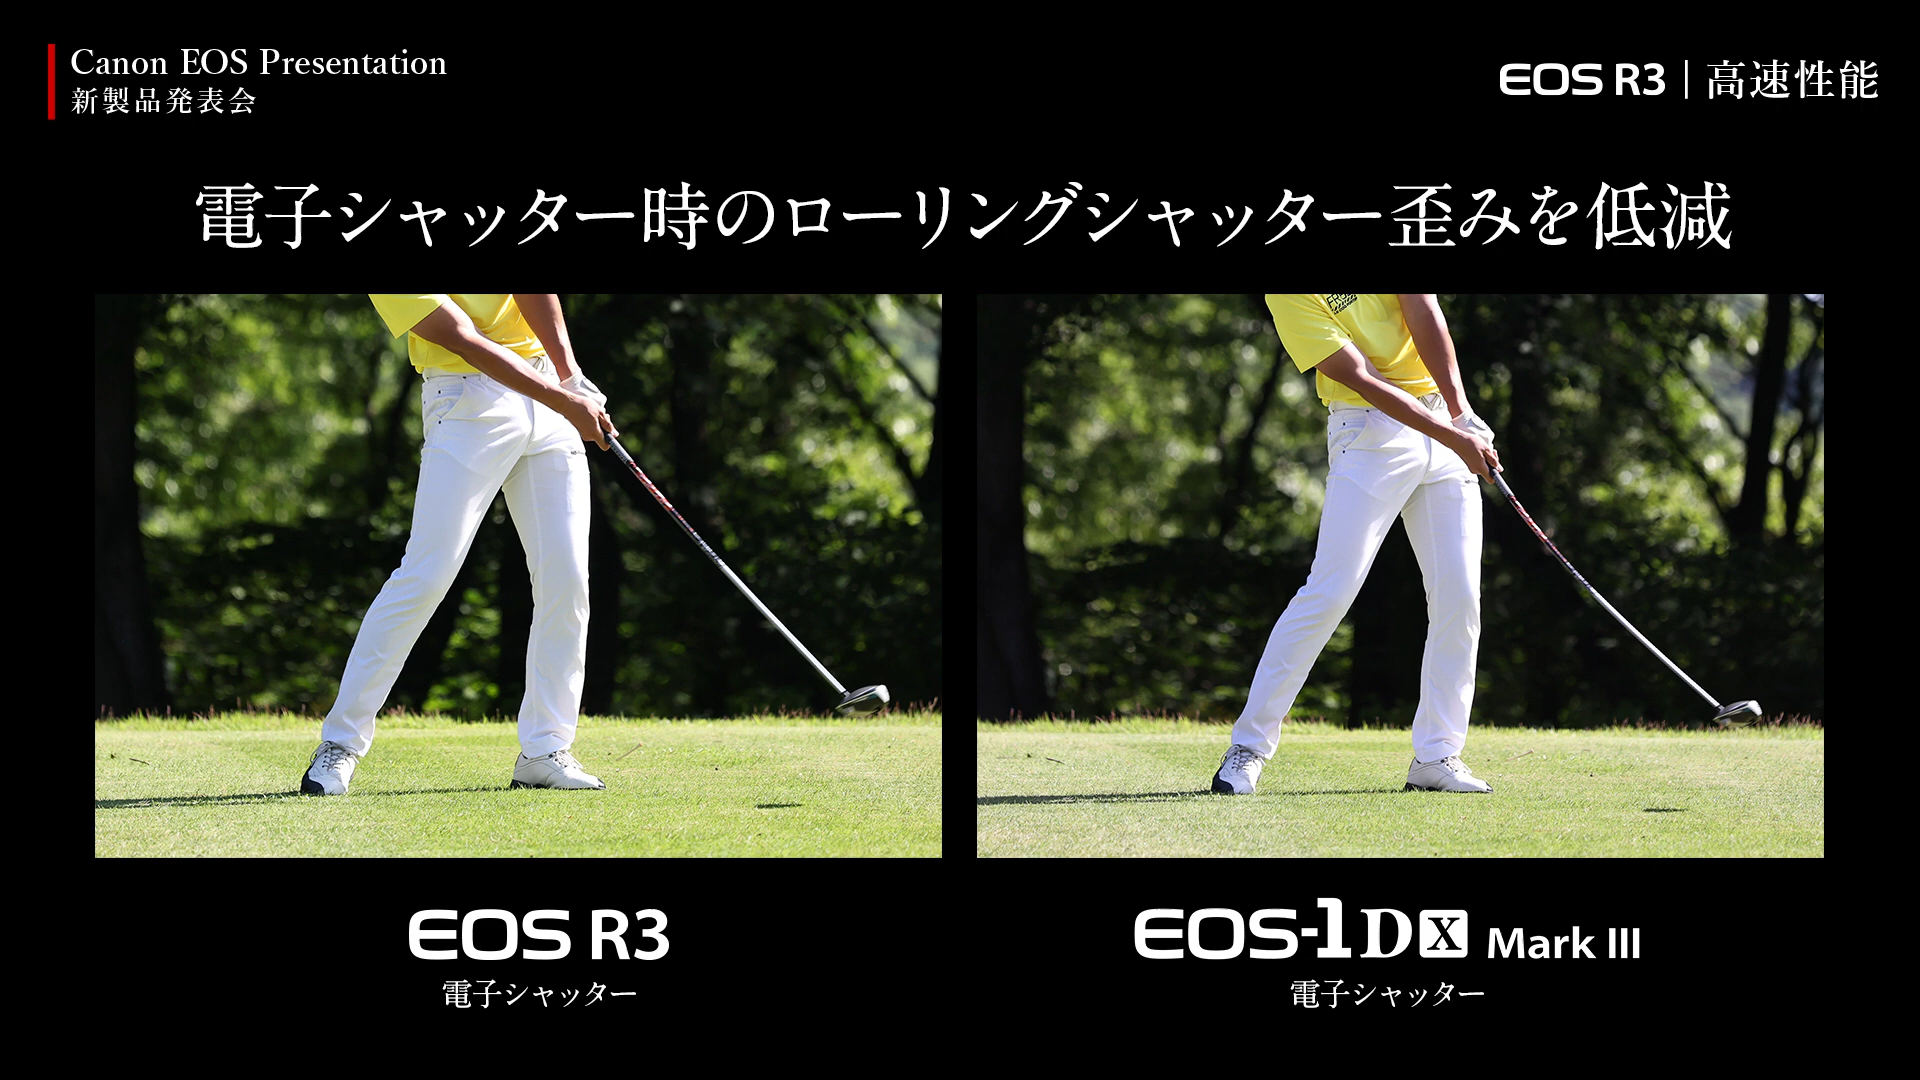 Canon EOS Presentation
新製品発表会
EOS R3 | 高速性能
電子シャッター時のローリングシャッター歪みを低減
EOS R3
電子シャッター
EOS-1D X Mark III
電子シャッター